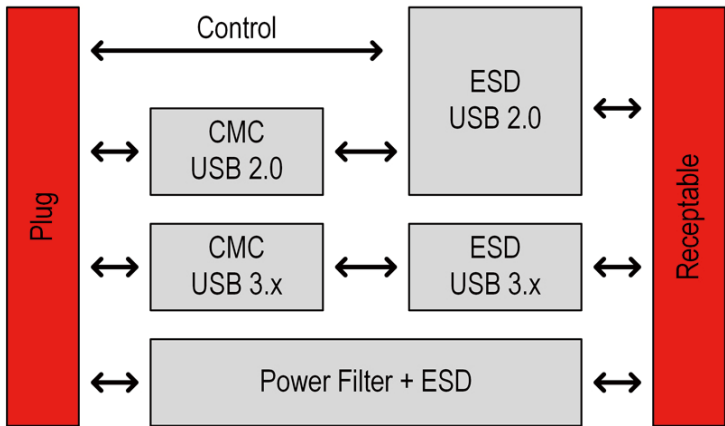 Control
ESD
USB 2.0
CMC
USB 2.0
Plug
CMC
USB 3.x
ESD
USB 3.x
Receptable
Power Filter + ESD